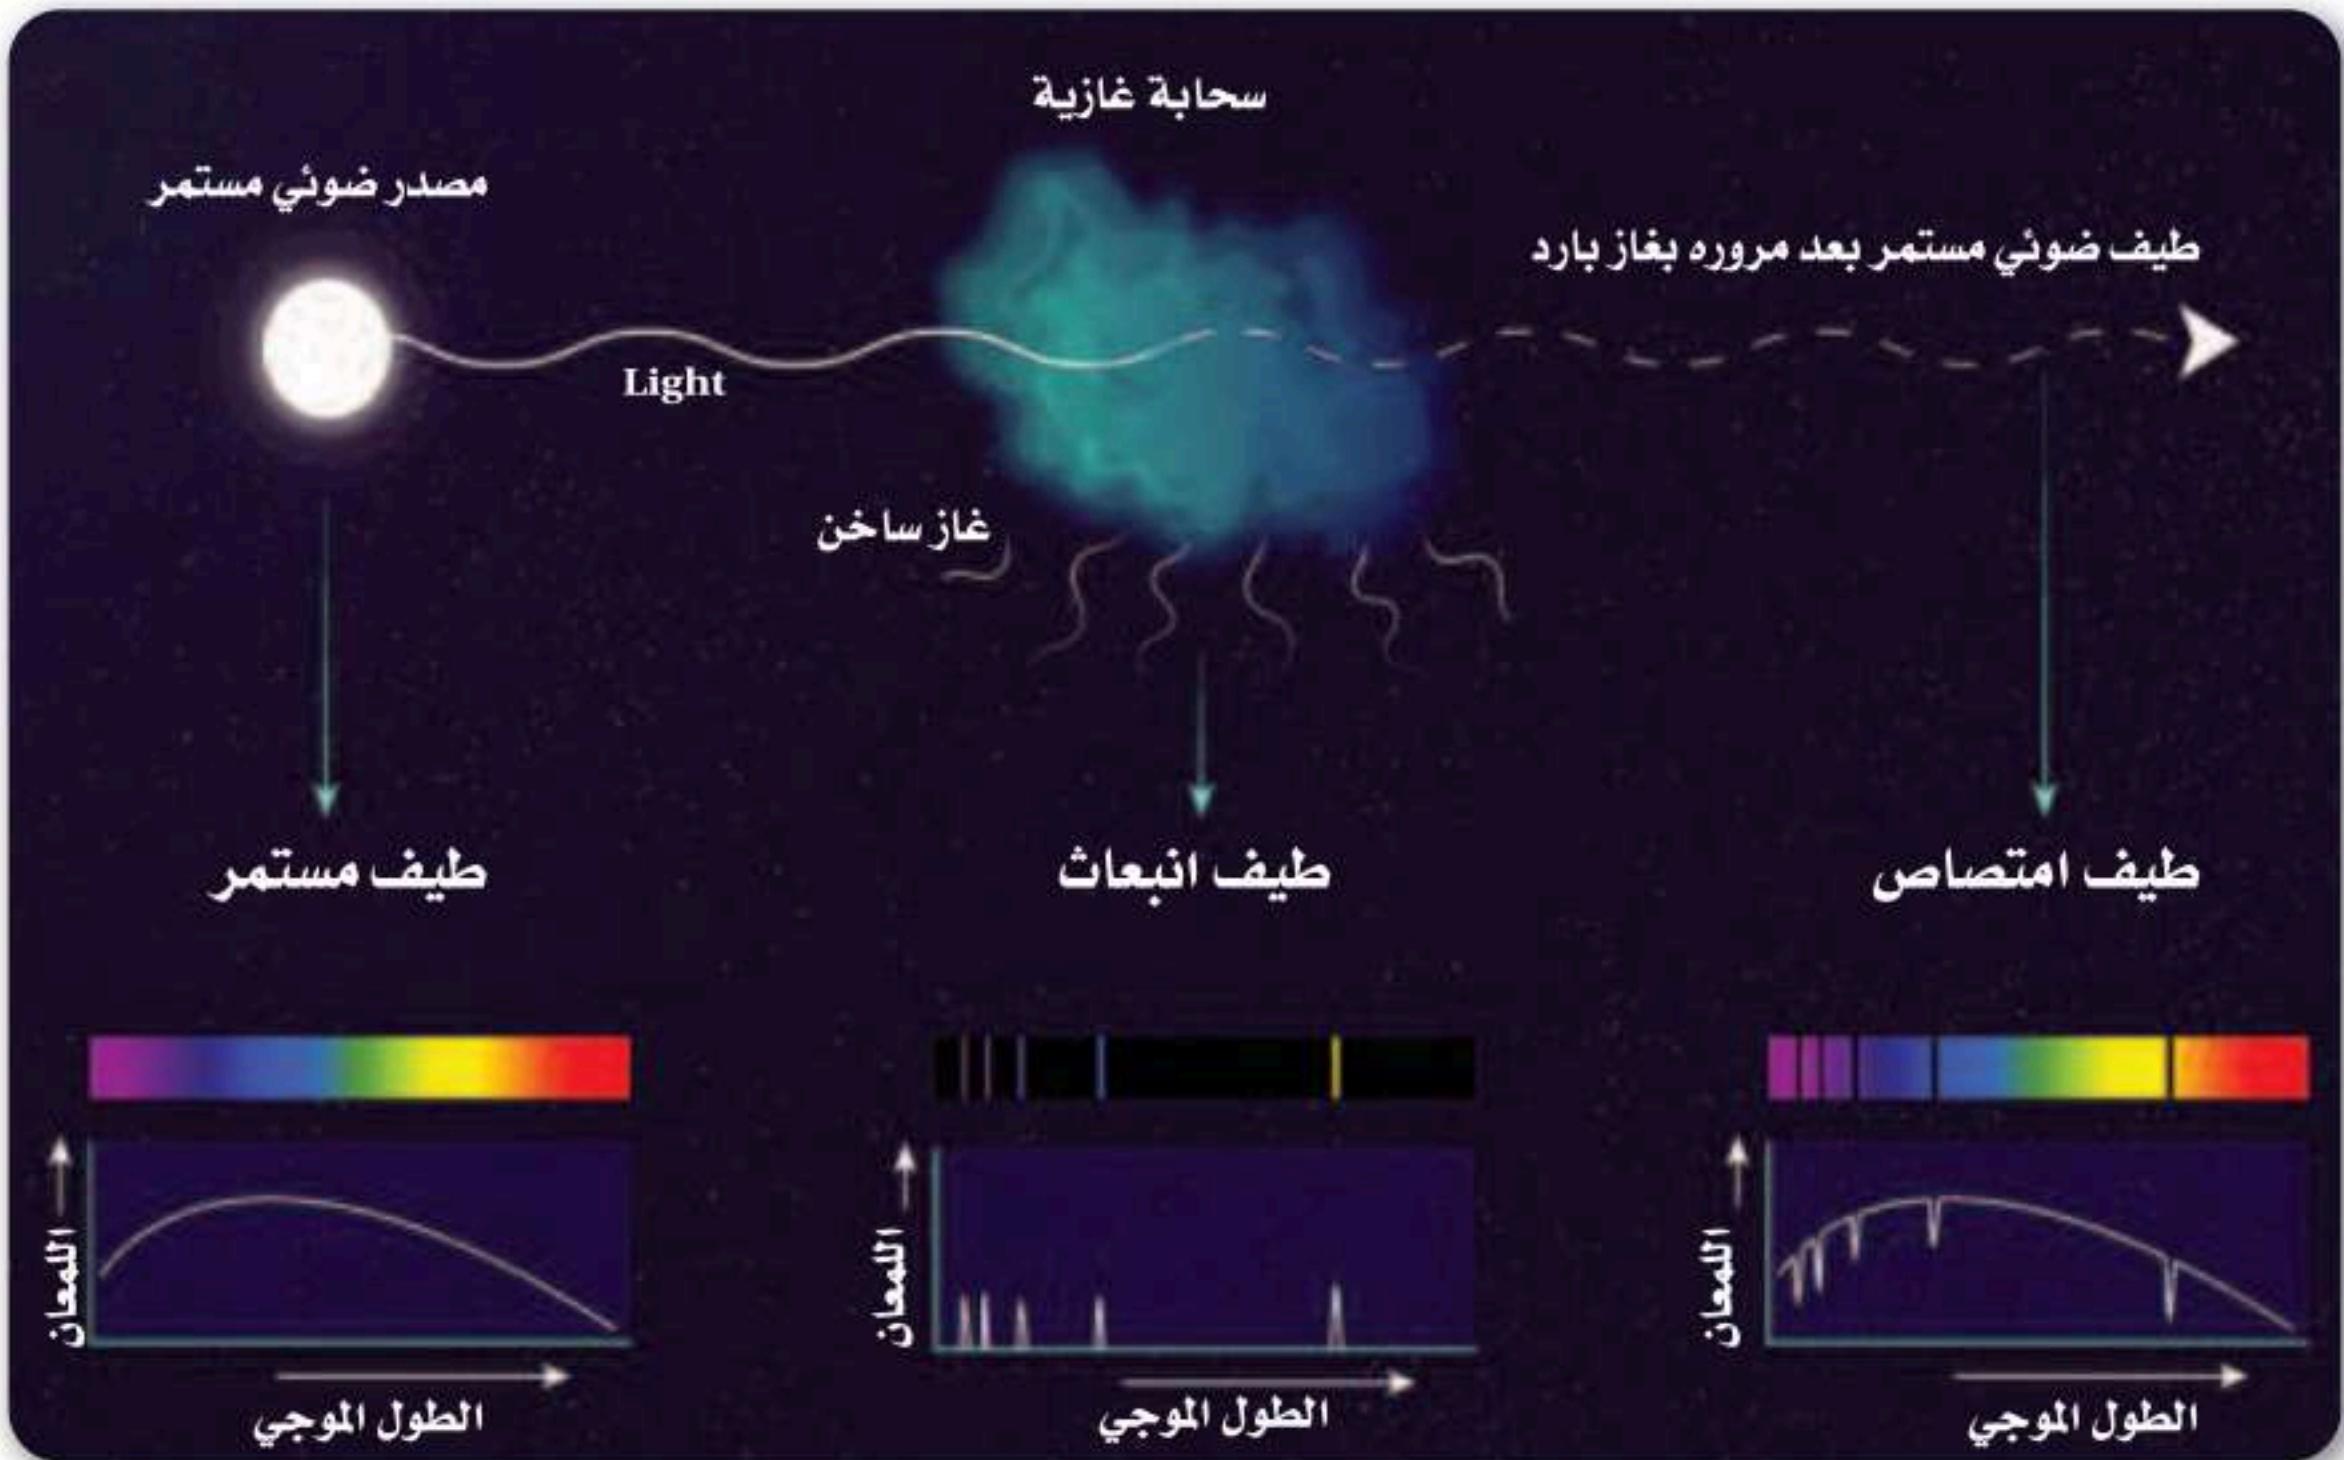 سحابة غازية
مصدر ضوئي مستمر
طيف ضوئي مستمر بعد مروره بغاز بارد
Light
غاز ساخن
طيف مستمر
طيف انبعاث
طيف امتصاص
اللمعان
الطول الموجي
اللمعان
الطول الموجي
اللمعان
الطول الموجي